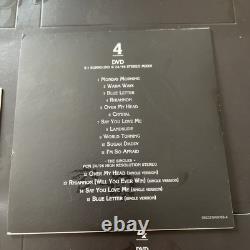 4
DVD
5.1 SURROUND & 24/96 STEREO MIXES
1 MONDAY MORNING
2 WARM WAYS
3 BLUE LETTER
4 RHIANNON
5 OVER MY HEAD
6 CRYSTAL
7 SAY YOU LOVE ME
8 LANDSLIDE
9 WORLD TURNING
10 SUGAR DADDY
11 I'M SO AFRAID
- THE SINGLES -
PCM 24/96 HIGH RESOLUTION STEREO
12 OVER MY HEAD (SINGLE VERSION)
13 RHIANNON (WILL YOU EVER WIN) (SINGLE VERSION)
14 SAY YOU LOVE ME (SINGLE VERSION)
15 BLUE LETTER (SINGLE VERSION)
4
DVD